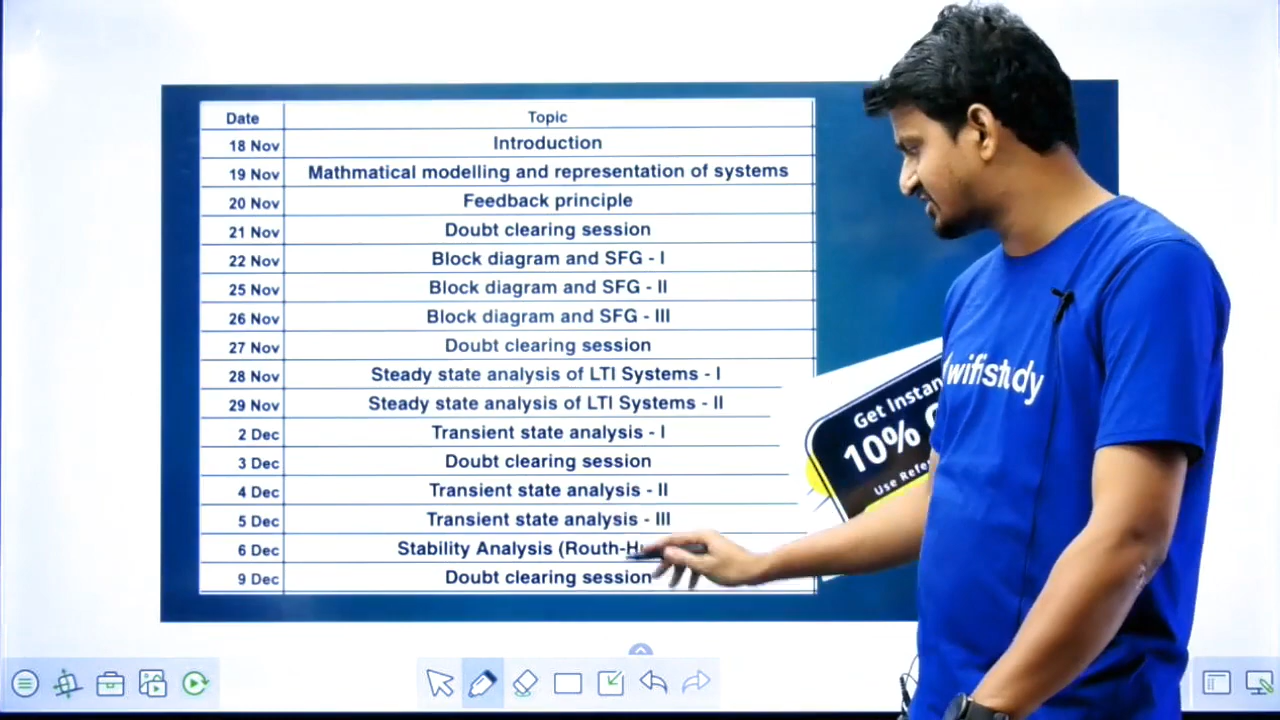 Date Topic
18 Nov Introduction
19 Nov Mathmatical modelling and representation of systems
20 Nov Feedback principle
21 Nov Doubt clearing session
22 Nov Block diagram and SFG - I
25 Nov Block diagram and SFG - II
26 Nov Block diagram and SFG - III
27 Nov Doubt clearing session
28 Nov Steady state analysis of LTI Systems - I
29 Nov Steady state analysis of LTI Systems - II
2 Dec Transient state analysis - I
3 Dec Doubt clearing session
4 Dec Transient state analysis - II
5 Dec Transient state analysis - III
6 Dec Stability Analysis (Routh-
9 Dec Doubt clearing session
Get
10%
Use
wifistudy